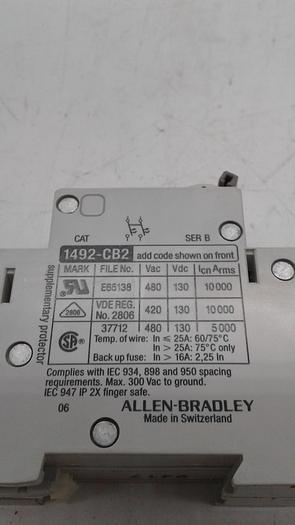 CAT SER B
1492-CB2 add code shown on front
MARK FILE No. Vac Vdc Icn Arms
E65138 480 130 10 000
2806 VDE REG. No. 2806 420 130 10 000
SA 37712 480 130 5 000
Temp. of wire: In ≤ 25A: 60/75°C
In > 25A: 75°C only
Back up fuse: In > 16A: 2,25 In
supplementary protector
Complies with IEC 934, 898 and 950 spacing
requirements. Max. 300 Vac to ground.
IEC 947 IP 2X finger safe.
06 ALLEN-BRADLEY
Made in Switzerland